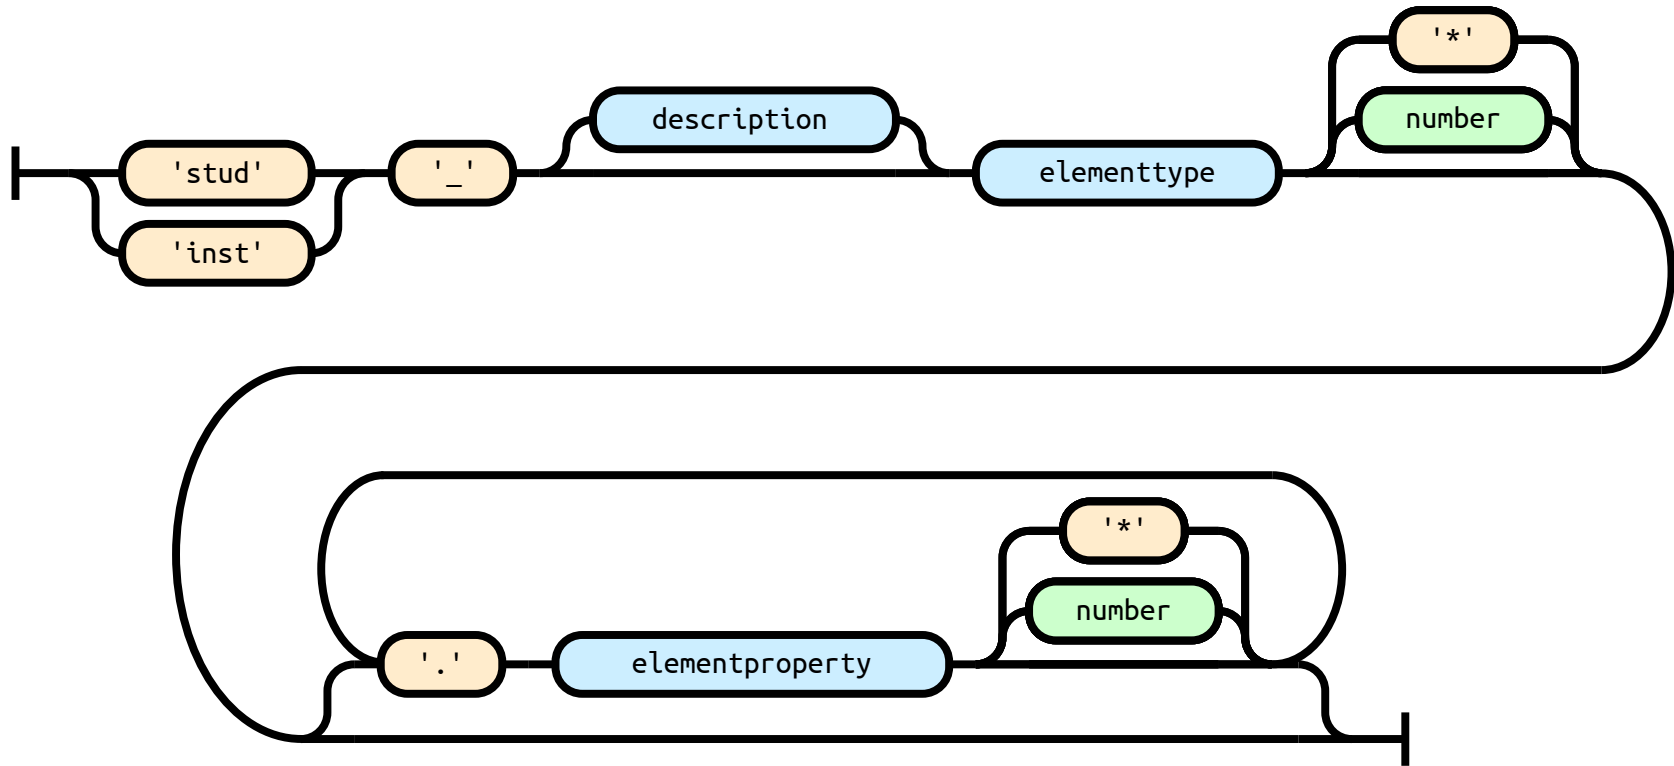 '*'
description
number
'stud'
'_'
elementtype
'inst'
'*'
number
'.'
elementproperty